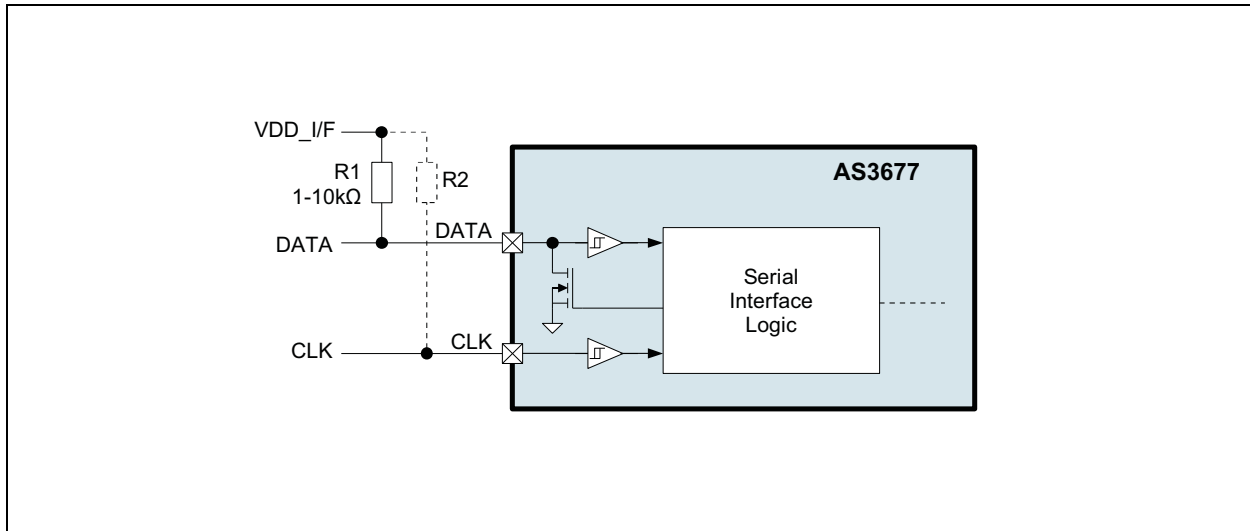 VDD_I/F
R1
1-10kΩ
R2
AS3677
DATA
DATA
CLK
CLK
Serial
Interface
Logic